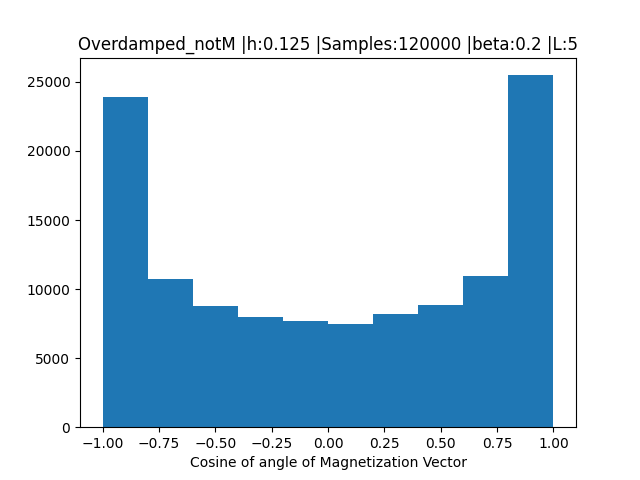 Overdamped_notM |h:0.125 |Samples:120000 |beta:0.2 |L:5
25000
20000
15000
10000
5000
0
−1.00 −0.75 −0.50 −0.25 0.00 0.25 0.50 0.75 1.00
Cosine of angle of Magnetization Vector